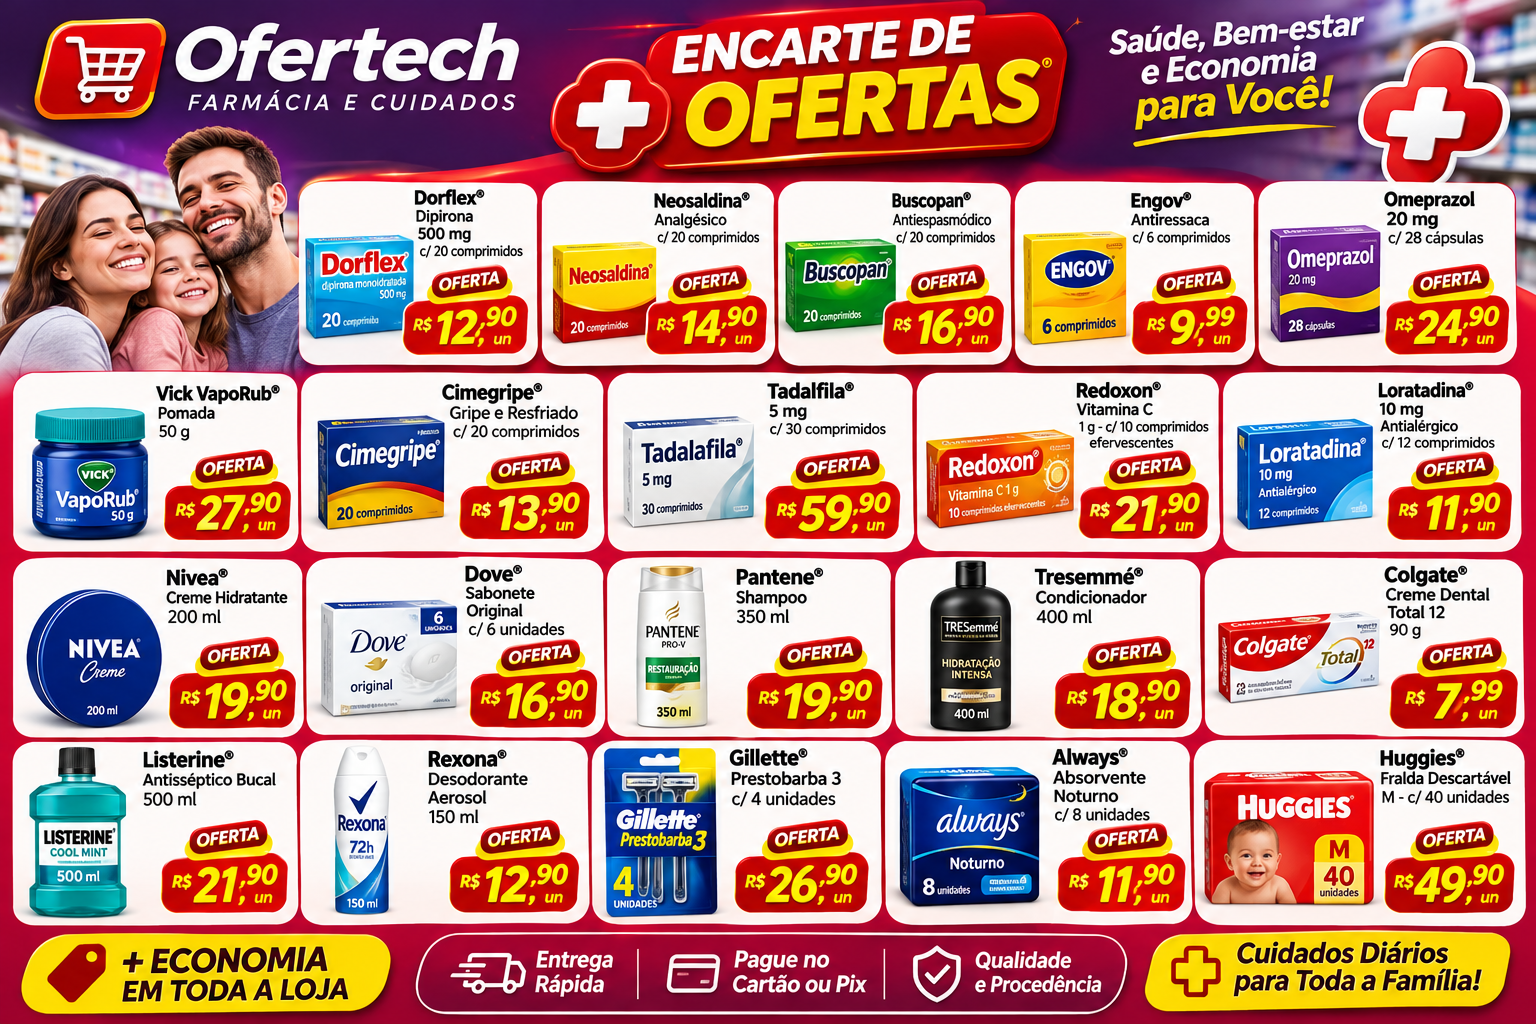 Ofertech
FARMÁCIA E CUIDADOS
ENCARTE DE
OFERTAS
Saúde, Bem-estar
e Economia
para Você!
Dorflex®
Dipirona
500 mg
c/ 20 comprimidos
Dorflex®
dipirona monoidratada
500 mg
20
OFERTA
R$ 12,90 un
Neosaldina®
Analgésico
c/ 20 comprimidos
Neosaldina®
20 comprimidos
OFERTA
R$ 14,90 un
Buscopan®
Antiespasmódico
c/ 20 comprimidos
Buscopan®
20 comprimidos
OFERTA
R$ 16,90 un
Engov®
Antiressaca
c/ 6 comprimidos
ENGOV®
6 comprimidos
OFERTA
R$ 9,99 un
Omeprazol
20 mg
c/ 28 cápsulas
Omeprazol
20 mg
28 cápsulas
OFERTA
R$ 24,90 un
Vick VapoRub®
Pomada
50 g
VICK®
VapoRub®
50 g
OFERTA
R$ 27,90 un
Cimegripe®
Gripe e Resfriado
c/ 20 comprimidos
Cimegripe®
20 comprimidos
OFERTA
R$ 13,90 un
Tadalfila®
5 mg
c/ 30 comprimidos
Tadalafila®
5 mg
30 comprimidos
OFERTA
R$ 59,90 un
Redoxon®
Vitamina C
1 g - c/ 10 comprimidos
efervescentes
Redoxon®
Vitamina C 1 g
10 comprimidos
OFERTA
R$ 21,90 un
Loratadina®
10 mg
Antialérgico
c/ 12 comprimidos
Loratadina®
10 mg
Antialérgico
12 comprimidos
OFERTA
R$ 11,90 un
Nivea®
Creme Hidratante
200 ml
NIVEA®
Creme
200 ml
OFERTA
R$ 19,90 un
Dove®
Sabonete
Original
c/ 6 unidades
6
Dove®
original
OFERTA
R$ 16,90 un
Pantene®
Shampoo
350 ml
PANTENE
PRO-V
RESTAURAÇÃO
350 ml
OFERTA
R$ 19,90 un
Tresemmé®
Condicionador
400 ml
TRESemmé
HIDRATAÇÃO
INTENSA
400 ml
OFERTA
R$ 18,90 un
Colgate®
Creme Dental
Total 12
90 g
Colgate®
Total 12
OFERTA
R$ 7,99 un
Listerine®
Antisséptico Bucal
500 ml
LISTERINE®
COOL MINT
500 ml
OFERTA
R$ 21,90 un
Rexona®
Desodorante
Aerosol
150 ml
Rexona®
72h
150 ml
OFERTA
R$ 12,90 un
Gillette®
Prestobarba 3
c/ 4 unidades
Gillette®
Prestobarba 3
4
UNIDADES
OFERTA
R$ 26,90 un
Always®
Absorvente
Noturno
c/ 8 unidades
always®
Noturno
8 unidades
OFERTA
R$ 11,90 un
Huggies®
Fralda Descartável
M - c/ 40 unidades
HUGGIES®
M
40
unidades
OFERTA
R$ 49,90 un
+ ECONOMIA
EM TODA A LOJA
Entrega
Rápida
Pague no
Cartão ou Pix
Qualidade
e Procedência
Cuidados Diários
para Toda a Família!